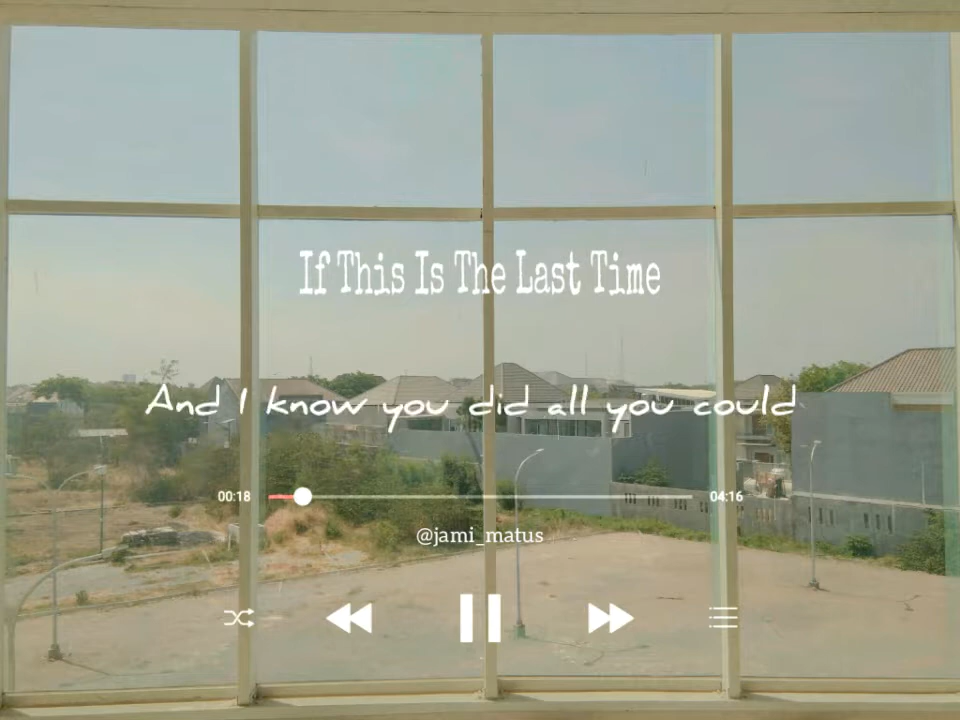 If This Is The Last Time
And I know you did all you could
00:18 04:16
@jami_matus